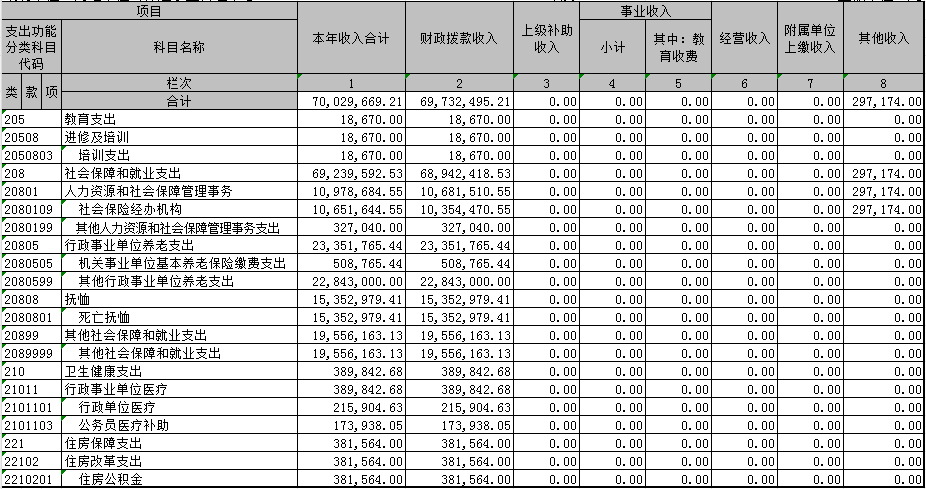 项目 本年收入合计 财政拨款收入 上级补助收入 事业收入 经营收入 附属单位上缴收入 其他收入
支出功能分类科目代码 科目名称 小计 其中：教育收费
类 款 项 栏次 1 2 3 4 5 6 7 8
合计 70,029,669.21 69,732,495.21 0.00 0.00 0.00 0.00 0.00 297,174.00
205 教育支出 18,670.00 18,670.00 0.00 0.00 0.00 0.00 0.00 0.00
20508 进修及培训 18,670.00 18,670.00 0.00 0.00 0.00 0.00 0.00 0.00
2050803 培训支出 18,670.00 18,670.00 0.00 0.00 0.00 0.00 0.00 0.00
208 社会保障和就业支出 69,239,592.53 68,942,418.53 0.00 0.00 0.00 0.00 0.00 297,174.00
20801 人力资源和社会保障管理事务 10,978,684.55 10,681,510.55 0.00 0.00 0.00 0.00 0.00 297,174.00
2080109 社会保险经办机构 10,651,644.55 10,354,470.55 0.00 0.00 0.00 0.00 0.00 297,174.00
2080199 其他人力资源和社会保障管理事务支出 327,040.00 327,040.00 0.00 0.00 0.00 0.00 0.00 0.00
20805 行政事业单位养老支出 23,351,765.44 23,351,765.44 0.00 0.00 0.00 0.00 0.00 0.00
2080505 机关事业单位基本养老保险缴费支出 508,765.44 508,765.44 0.00 0.00 0.00 0.00 0.00 0.00
2080599 其他行政事业单位养老支出 22,843,000.00 22,843,000.00 0.00 0.00 0.00 0.00 0.00 0.00
20808 抚恤 15,352,979.41 15,352,979.41 0.00 0.00 0.00 0.00 0.00 0.00
2080801 死亡抚恤 15,352,979.41 15,352,979.41 0.00 0.00 0.00 0.00 0.00 0.00
20899 其他社会保障和就业支出 19,556,163.13 19,556,163.13 0.00 0.00 0.00 0.00 0.00 0.00
2089999 其他社会保障和就业支出 19,556,163.13 19,556,163.13 0.00 0.00 0.00 0.00 0.00 0.00
210 卫生健康支出 389,842.68 389,842.68 0.00 0.00 0.00 0.00 0.00 0.00
21011 行政事业单位医疗 389,842.68 389,842.68 0.00 0.00 0.00 0.00 0.00 0.00
2101101 行政单位医疗 215,904.63 215,904.63 0.00 0.00 0.00 0.00 0.00 0.00
2101103 公务员医疗补助 173,938.05 173,938.05 0.00 0.00 0.00 0.00 0.00 0.00
221 住房保障支出 381,564.00 381,564.00 0.00 0.00 0.00 0.00 0.00 0.00
22102 住房改革支出 381,564.00 381,564.00 0.00 0.00 0.00 0.00 0.00 0.00
2210201 住房公积金 381,564.00 381,564.00 0.00 0.00 0.00 0.00 0.00 0.00